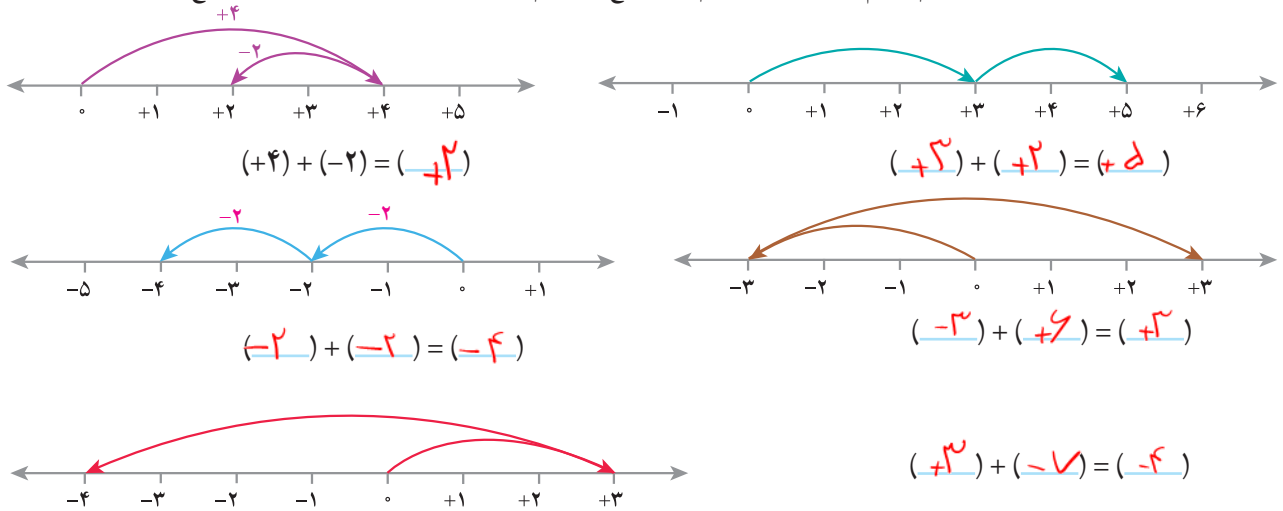 +۴
−۲
۰ +۱ +۲ +۳ +۴ +۵
(+۴) + (−۲) = (+۲)
−۱ ۰ +۱ +۲ +۳ +۴ +۵ +۶
(+۳) + (+۲) = (+۵)
−۲ −۲
−۵ −۴ −۳ −۲ −۱ ۰ +۱
(−۲) + (−۲) = (−۴)
−۳ −۲ −۱ ۰ +۱ +۲ +۳
(−۳) + (+۶) = (+۳)
−۴ −۳ −۲ −۱ ۰ +۱ +۲ +۳
(+۳) + (−۷) = (−۴)